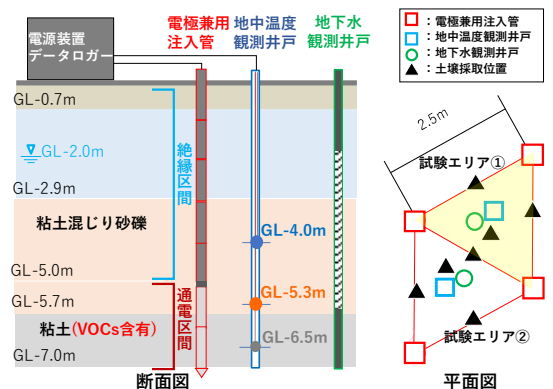 電源装置
データロガー
電極兼用
注入管
地中温度
観測井戸
地下水
観測井戸
GL-0.7m
GL-2.0m
GL-2.9m
絶縁区間
粘土混じり砂礫
GL-4.0m
GL-5.0m
GL-5.3m
GL-5.7m
通電区間
粘土(VOCs含有)
GL-6.5m
GL-7.0m
断面図
：電極兼用注入管
：地中温度観測井戸
：地下水観測井戸
：土壌採取位置
2.5m
試験エリア①
試験エリア②
平面図